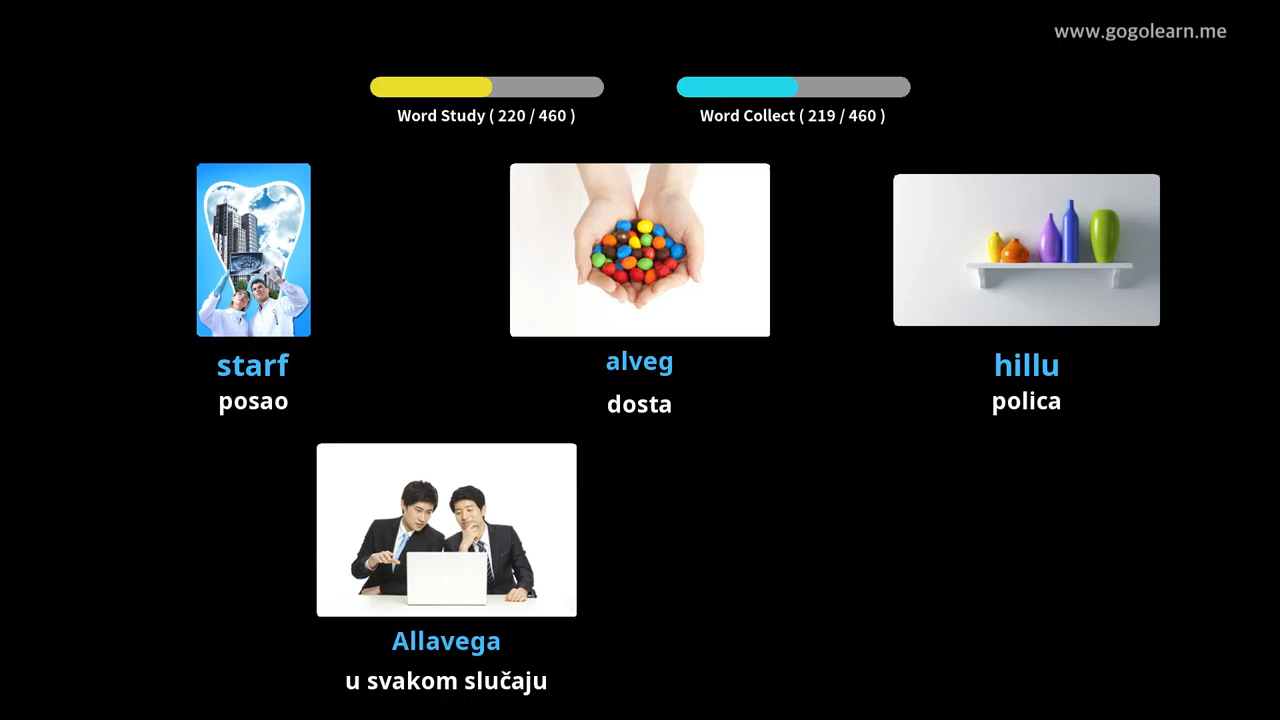 www.gogolearn.me
Word Study ( 220 / 460 )
Word Collect ( 219 / 460 )
starf
posao
alveg
dosta
hillu
polica
Allavega
u svakom slučaju